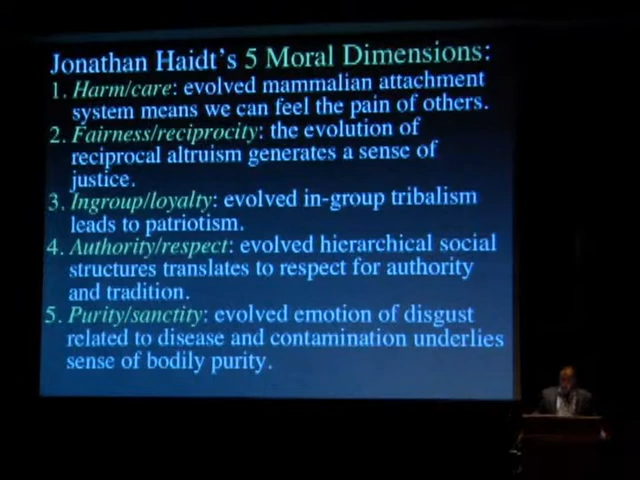 Jonathan Haidt's 5 Moral Dimensions:
1. Harm/care: evolved mammalian attachment
system means we can feel the pain of others.
2. Fairness/reciprocity: the evolution of
reciprocal altruism generates a sense of
justice.
3. Ingroup/loyalty: evolved in-group tribalism
leads to patriotism.
4. Authority/respect: evolved hierarchical social
structures translates to respect for authority
and tradition.
5. Purity/sanctity: evolved emotion of disgust
related to disease and contamination underlies
sense of bodily purity.